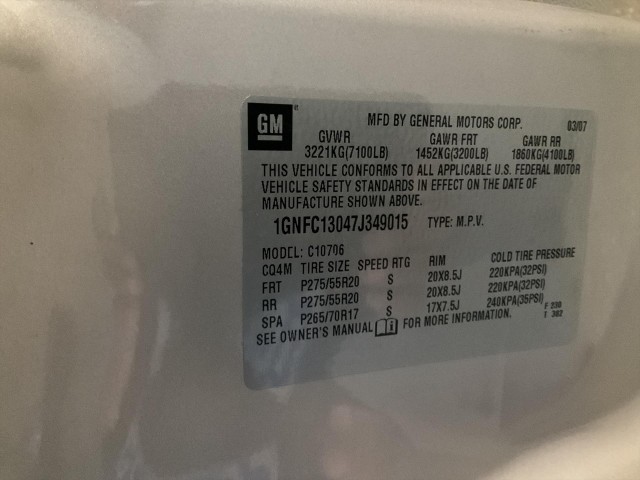 GM
MFD BY GENERAL MOTORS CORP. 03/07
GVWR GAWR FRT GAWR RR
3221KG(7100LB) 1452KG(3200LB) 1860KG(4100LB)
THIS VEHICLE CONFORMS TO ALL APPLICABLE U.S. FEDERAL MOTOR
VEHICLE SAFETY STANDARDS IN EFFECT ON THE DATE OF
MANUFACTURE SHOWN ABOVE.
1GNFC13047J349015 TYPE: M.P.V.
MODEL: C10706
CQ4M TIRE SIZE SPEED RTG RIM COLD TIRE PRESSURE
FRT P275/55R20 S 20X8.5J 220KPA(32PSI)
RR P275/55R20 S 20X8.5J 220KPA(32PSI)
SPA P265/70R17 S 17X7.5J 240KPA(35PSI)
SEE OWNER'S MANUAL FOR MORE INFORMATION.